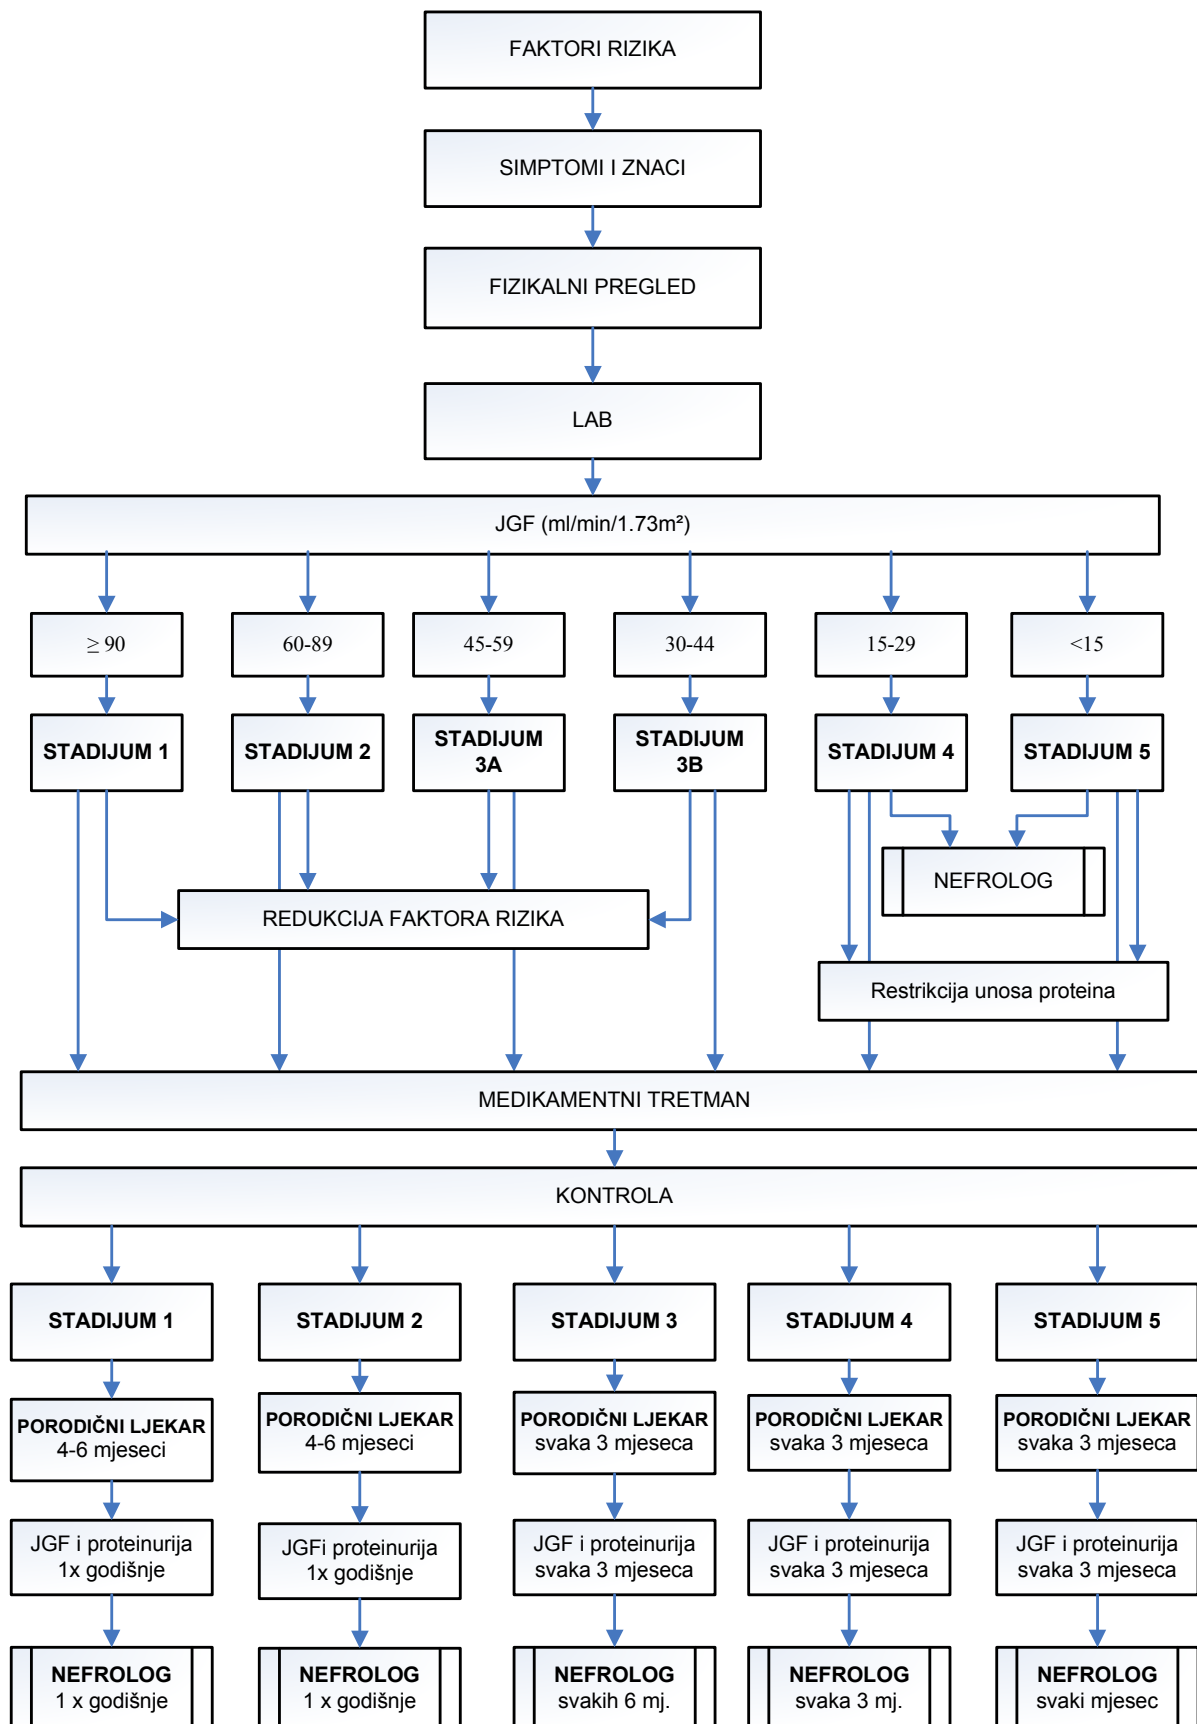 FAKTORI RIZIKA
SIMPTOMI I ZNACI
FIZIKALNI PREGLED
LAB
JGF (ml/min/1.73m²)
≥ 90
60-89
45-59
30-44
15-29
<15
STADIJUM 1
STADIJUM 2
STADIJUM
3A
STADIJUM
3B
STADIJUM 4
STADIJUM 5
NEFROLOG
REDUKCIJA FAKTORA RIZIKA
Restrikcija unosa proteina
MEDIKAMENTNI TRETMAN
KONTROLA
STADIJUM 1
STADIJUM 2
STADIJUM 3
STADIJUM 4
STADIJUM 5
PORODIČNI LJEKAR
4-6 mjeseci
PORODIČNI LJEKAR
4-6 mjeseci
PORODIČNI LJEKAR
svaka 3 mjeseca
PORODIČNI LJEKAR
svaka 3 mjeseca
PORODIČNI LJEKAR
svaka 3 mjeseca
JGF i proteinurija
1x godišnje
JGFi proteinurija
1x godišnje
JGF i proteinurija
svaka 3 mjeseca
JGF i proteinurija
svaka 3 mjeseca
JGF i proteinurija
svaka 3 mjeseca
NEFROLOG
1 x godišnje
NEFROLOG
1 x godišnje
NEFROLOG
svakih 6 mj.
NEFROLOG
svaka 3 mj.
NEFROLOG
svaki mjesec